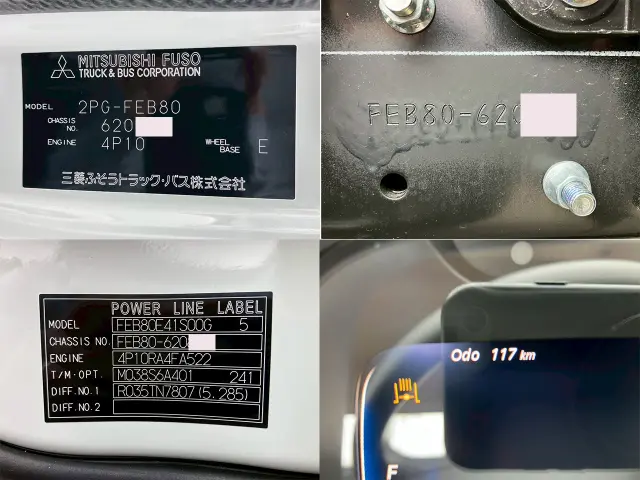 MITSUBISHI FUSO
TRUCK & BUS CORPORATION
MODEL 2PG-FEB80
CHASSIS NO. 620
ENGINE 4P10 WHEEL BASE E
三菱ふそうトラック・バス株式会社
FEB80-620
POWER LINE LABEL
MODEL FEB80E41S00G 5
CHASSIS NO. FEB80-620
ENGINE 4P10RA4FA522
T/M·OPT. M038S6A401 241
DIFF.NO.1 R035TN7807(5.285)
DIFF.NO.2
Odo 117 km
F